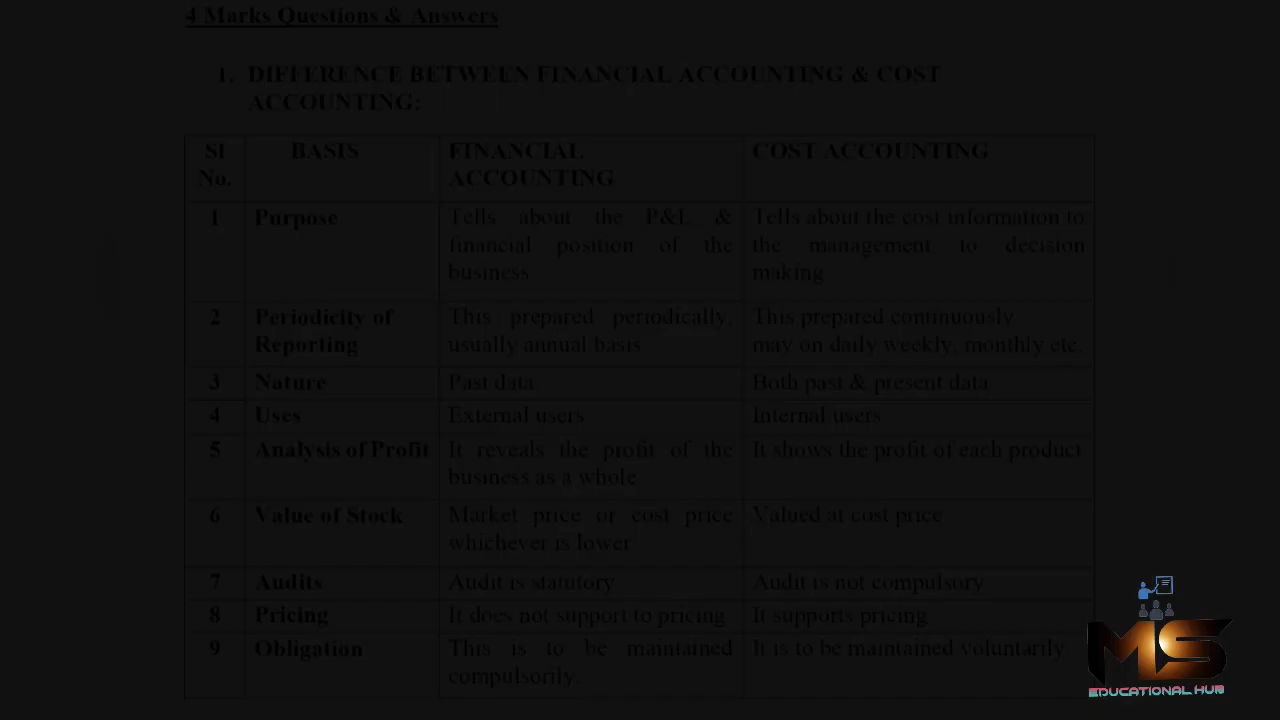 4 Marks Questions & Answers
1. DIFFERENCE BETWEEN FINANCIAL ACCOUNTING & COST
ACCOUNTING:
Sl No. BASIS FINANCIAL ACCOUNTING COST ACCOUNTING
1 Purpose Tells about the P&L & financial position of the business Tells about the cost information to the management to decision making
2 Periodicity of Reporting This prepared periodically, usually annual basis This prepared continuously may on daily weekly, monthly etc.
3 Nature Past data Both past & present data
4 Uses External users Internal users
5 Analysis of Profit It reveals the profit of the business as a whole It shows the profit of each product
6 Value of Stock Market price or cost price whichever is lower Valued at cost price
7 Audits Audit is statutory Audit is not compulsory
8 Pricing It does not support to pricing It supports pricing
9 Obligation This is to be maintained compulsorily. It is to be maintained voluntarily
MS
EDUCATIONAL HUB